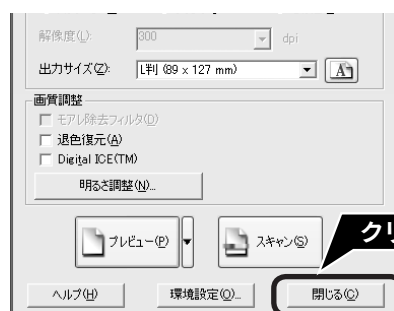 解像度(L): 300 dpi
出力サイズ(Z): L判 (89 x 127 mm)
画質調整
モアレ除去フィルタ(D)
退色復元(A)
Digital ICE(TM)
明るさ調整(N)...
プレビュー(P) スキャン(S)
クリ
ヘルプ(H) 環境設定(O)... 閉じる(C)